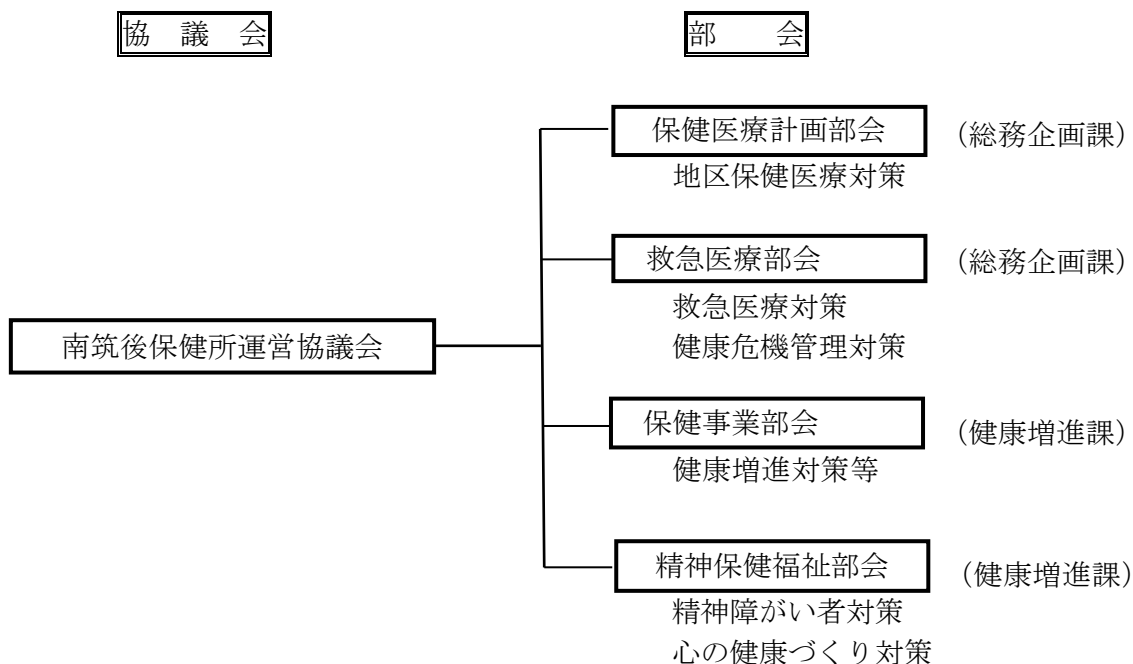 協　議　会
部　　会
保健医療計画部会
（総務企画課）
地区保健医療対策
救急医療部会
（総務企画課）
救急医療対策
健康危機管理対策
南筑後保健所運営協議会
保健事業部会
（健康増進課）
健康増進対策等
精神保健福祉部会
（健康増進課）
精神障がい者対策
心の健康づくり対策